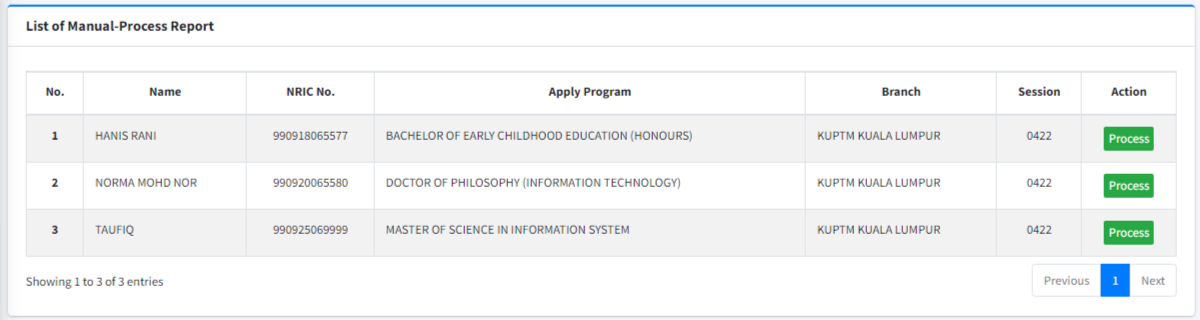 List of Manual-Process Report
No. Name NRIC No. Apply Program Branch Session Action
1 HANIS RANI 990918065577 BACHELOR OF EARLY CHILDHOOD EDUCATION (HONOURS) KUPTM KUALA LUMPUR 0422 Process
2 NORMA MOHD NOR 990920065580 DOCTOR OF PHILOSOPHY (INFORMATION TECHNOLOGY) KUPTM KUALA LUMPUR 0422 Process
3 TAUFIQ 990925069999 MASTER OF SCIENCE IN INFORMATION SYSTEM KUPTM KUALA LUMPUR 0422 Process
Showing 1 to 3 of 3 entries Previous 1 Next